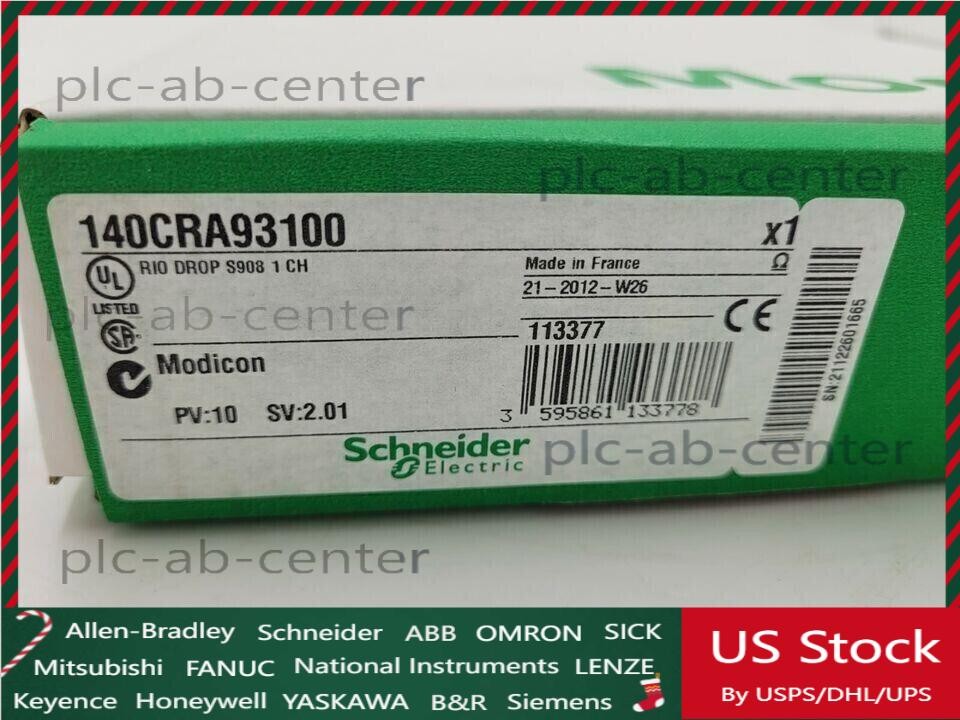 plc-ab-center
Mo
plc-ab-center
140CRA93100
x1
UL
RIO DROP S908 1 CH
Made in France
Ω
21-2012-W26
LISTED
plc-ab-center
SA
113377
CE
SN:21122601665
Modicon
PV:10 SV:2.01
3 595861 133778
Schneider
Electric
plc-ab-center
plc-ab-center
Allen-Bradley Schneider ABB OMRON SICK
Mitsubishi FANUC National Instruments LENZE
Keyence Honeywell YASKAWA B&R Siemens
US Stock
By USPS/DHL/UPS